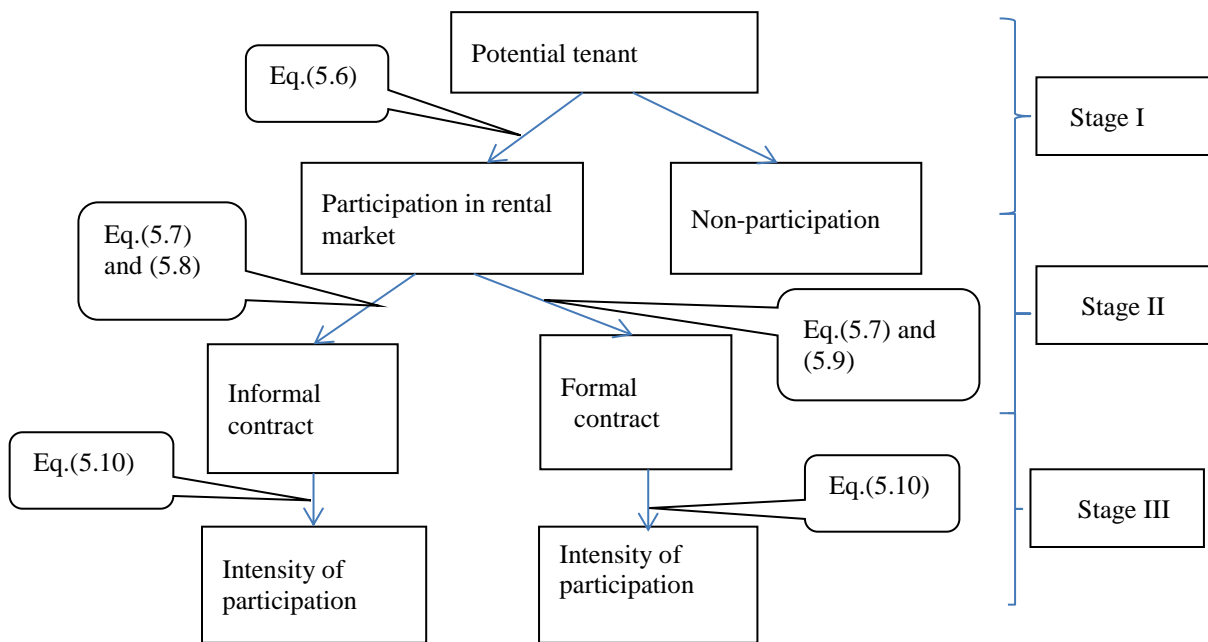 Potential tenant
Eq.(5.6)
Stage I
Participation in rental
market
Non-participation
Eq.(5.7)
and (5.8)
Stage II
Eq.(5.7) and
(5.9)
Informal
contract
Formal
contract
Eq.(5.10)
Eq.(5.10)
Stage III
Intensity of
participation
Intensity of
participation